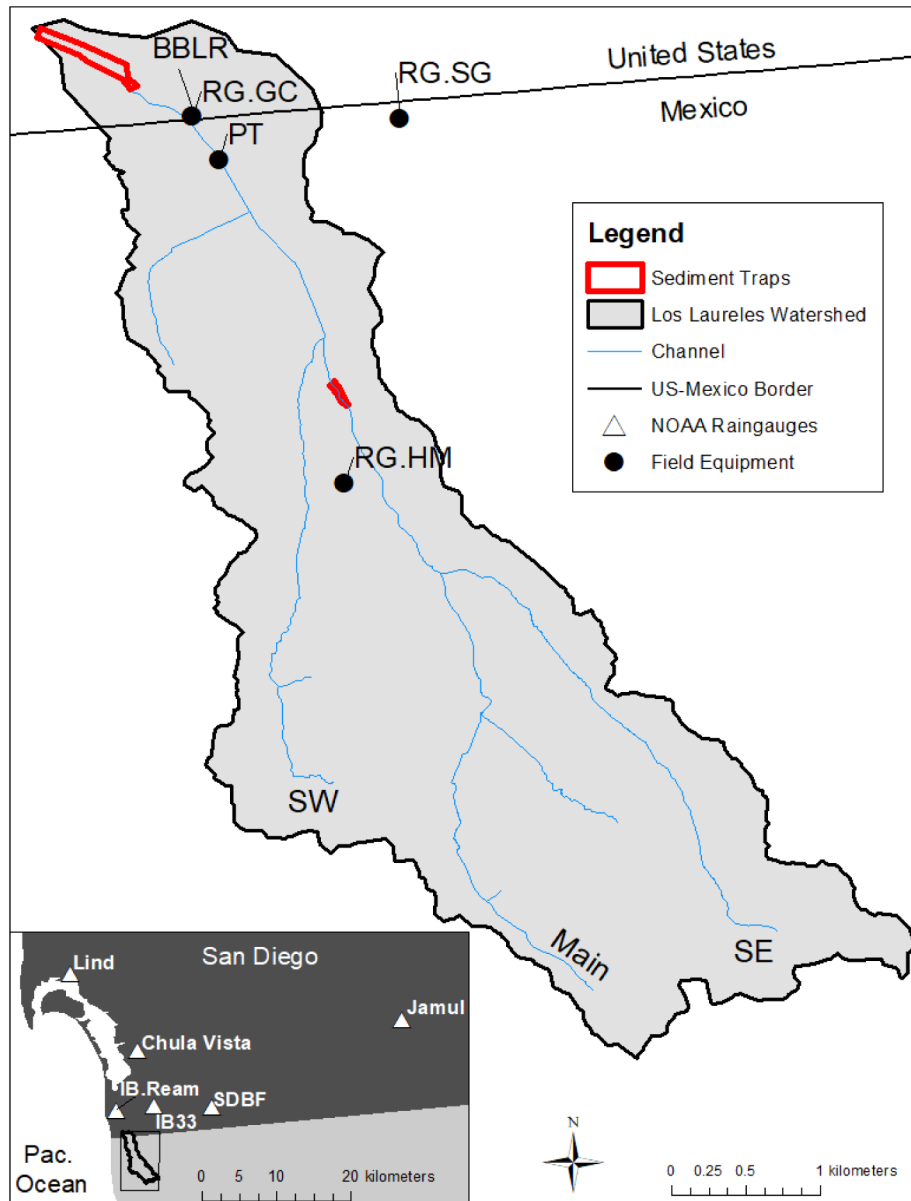 United States
Mexico
BBLR
RG.GC
RG.SG
PT
Legend
Sediment Traps
Los Laureles Watershed
Channel
US-Mexico Border
NOAA Raingauges
Field Equipment
RG.HM
SW
Main
SE
San Diego
Lind
Jamul
Chula Vista
IB.Ream
SDBF
IB33
Pac.
Ocean
0 5 10 20 kilometers
N
0 0.25 0.5 1 kilometers